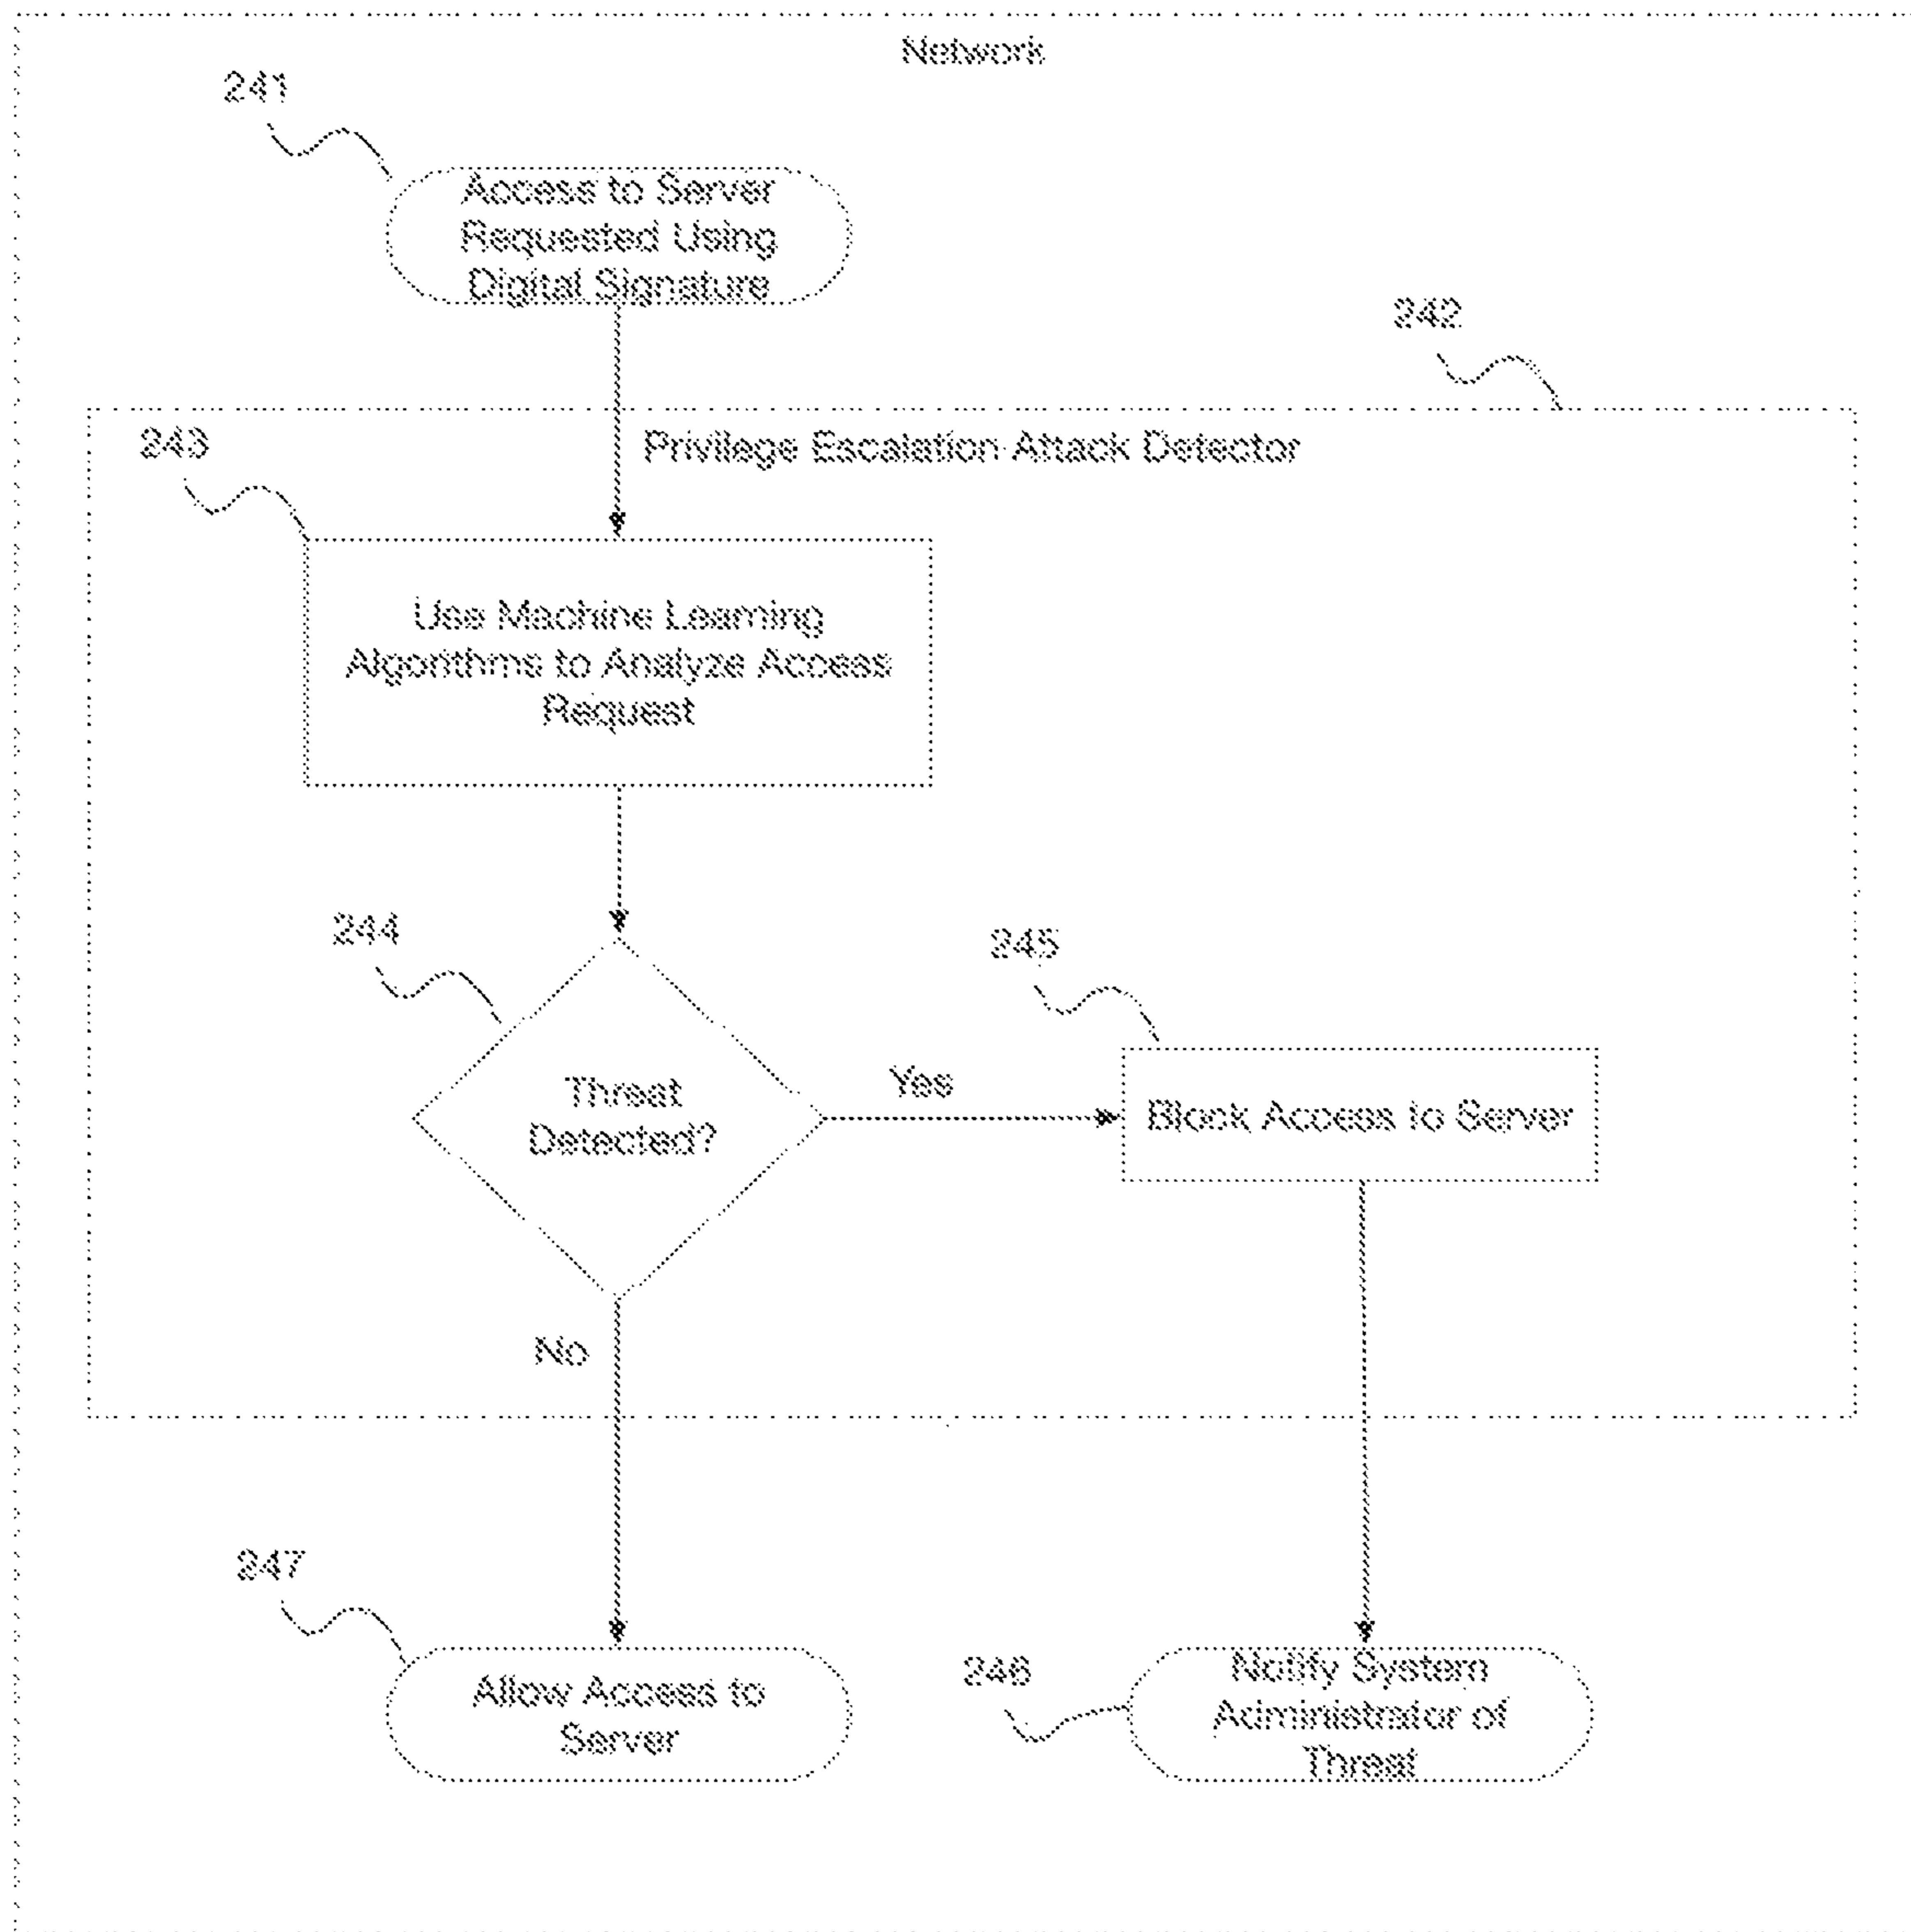 Network
241
Access to Server
Requested Using
Digital Signature
242
Privilege Escalation Attack Detector
243
Use Machine Learning
Algorithms to Analyze Access
Request
244
Threat
Detected?
Yes
245
Block Access to Server
No
247
Allow Access to
Server
246
Notify System
Administrator of
Threat